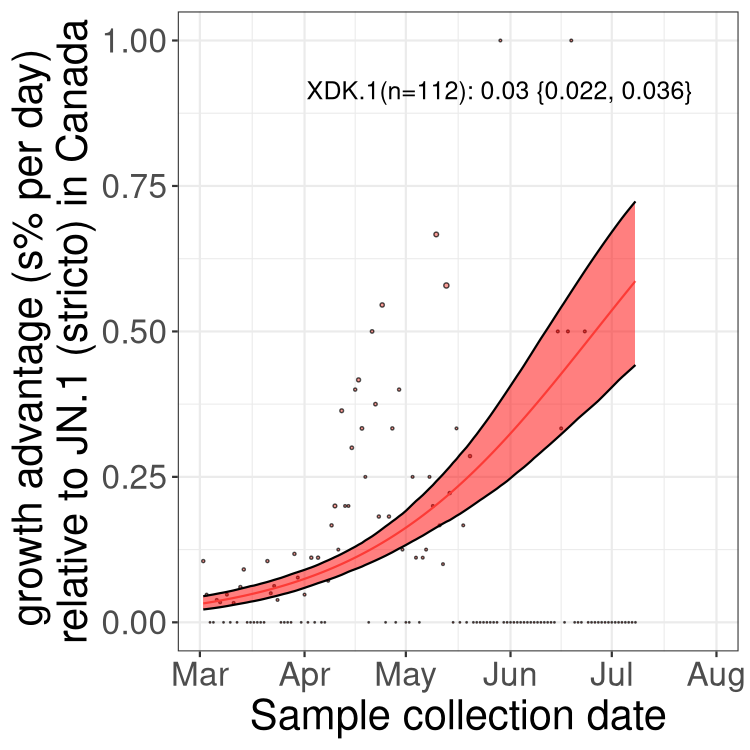 growth advantage (s% per day)
relative to JN.1 (stricto) in Canada
1.00
0.75
0.50
0.25
0.00
XDK.1(n=112): 0.03 {0.022, 0.036}
Mar Apr May Jun Jul Aug
Sample collection date